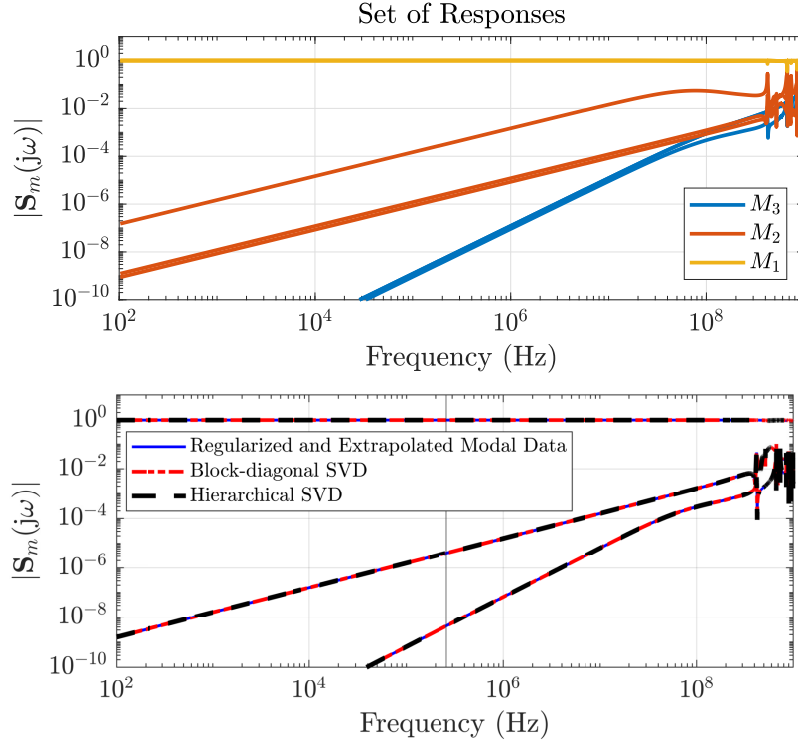 Set of Responses
10^0
10^-2
10^-4
10^-6
10^-8
10^-10
|S_m(jω)|
M_3
M_2
M_1
10^2 10^4 10^6 10^8
Frequency (Hz)
10^0
10^-2
10^-4
10^-6
10^-8
10^-10
|S_m(jω)|
Regularized and Extrapolated Modal Data
Block-diagonal SVD
Hierarchical SVD
10^2 10^4 10^6 10^8
Frequency (Hz)